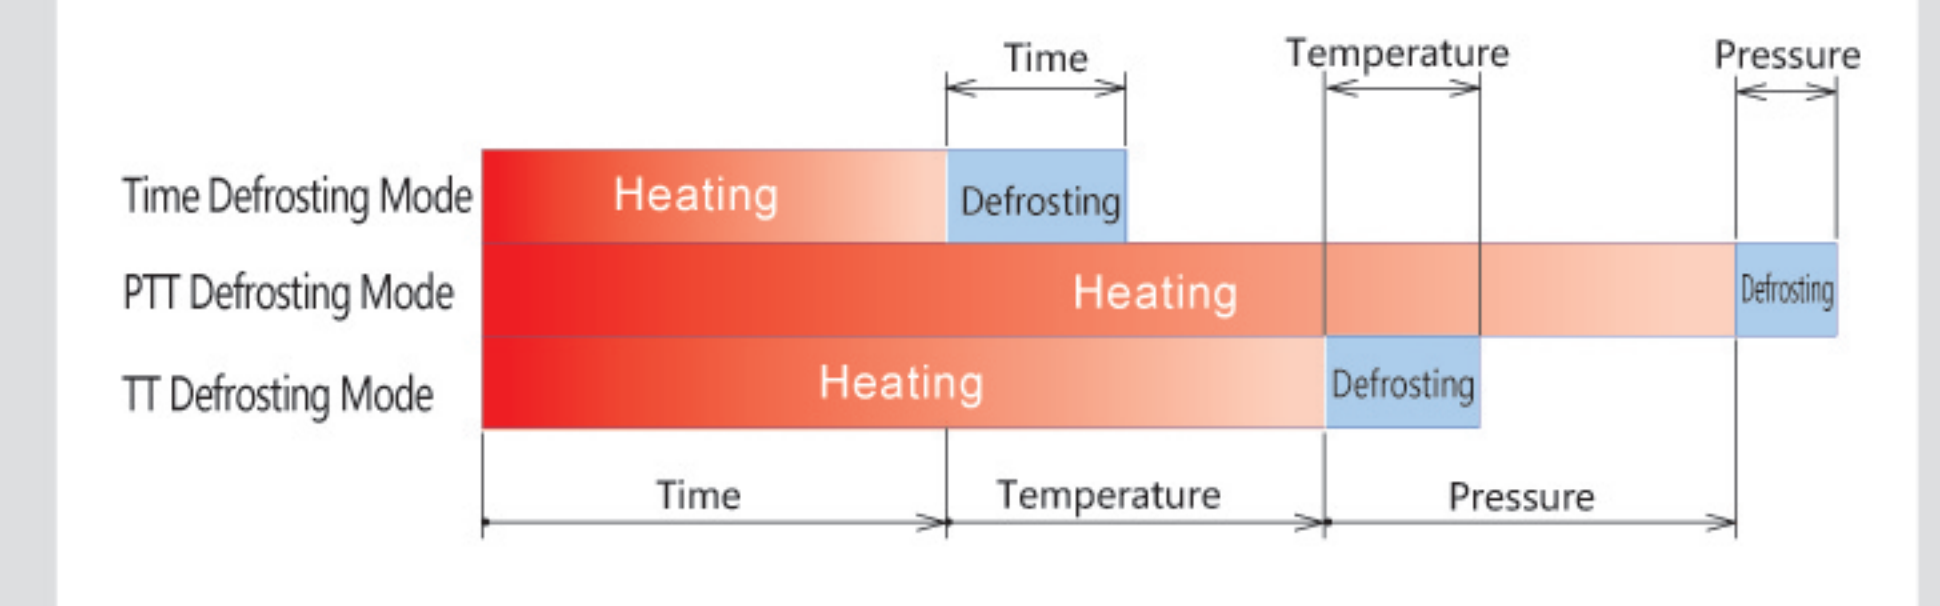 Time
Temperature
Pressure
Time Defrosting Mode
Heating
Defrosting
PTT Defrosting Mode
Heating
Defrosting
TT Defrosting Mode
Heating
Defrosting
Time
Temperature
Pressure